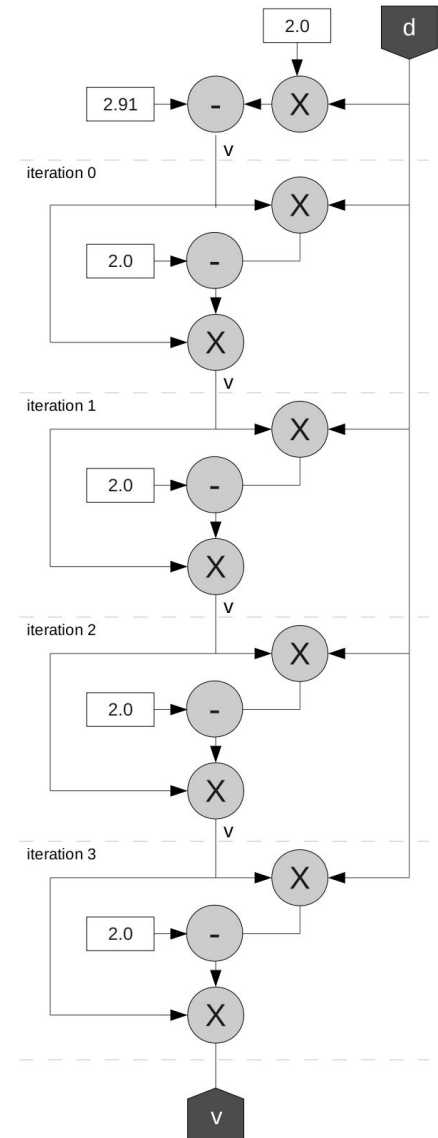 2.0
d
2.91
-
X
v
iteration 0
X
2.0
-
X
v
iteration 1
X
2.0
-
X
v
iteration 2
X
2.0
-
X
v
iteration 3
X
2.0
-
X
v